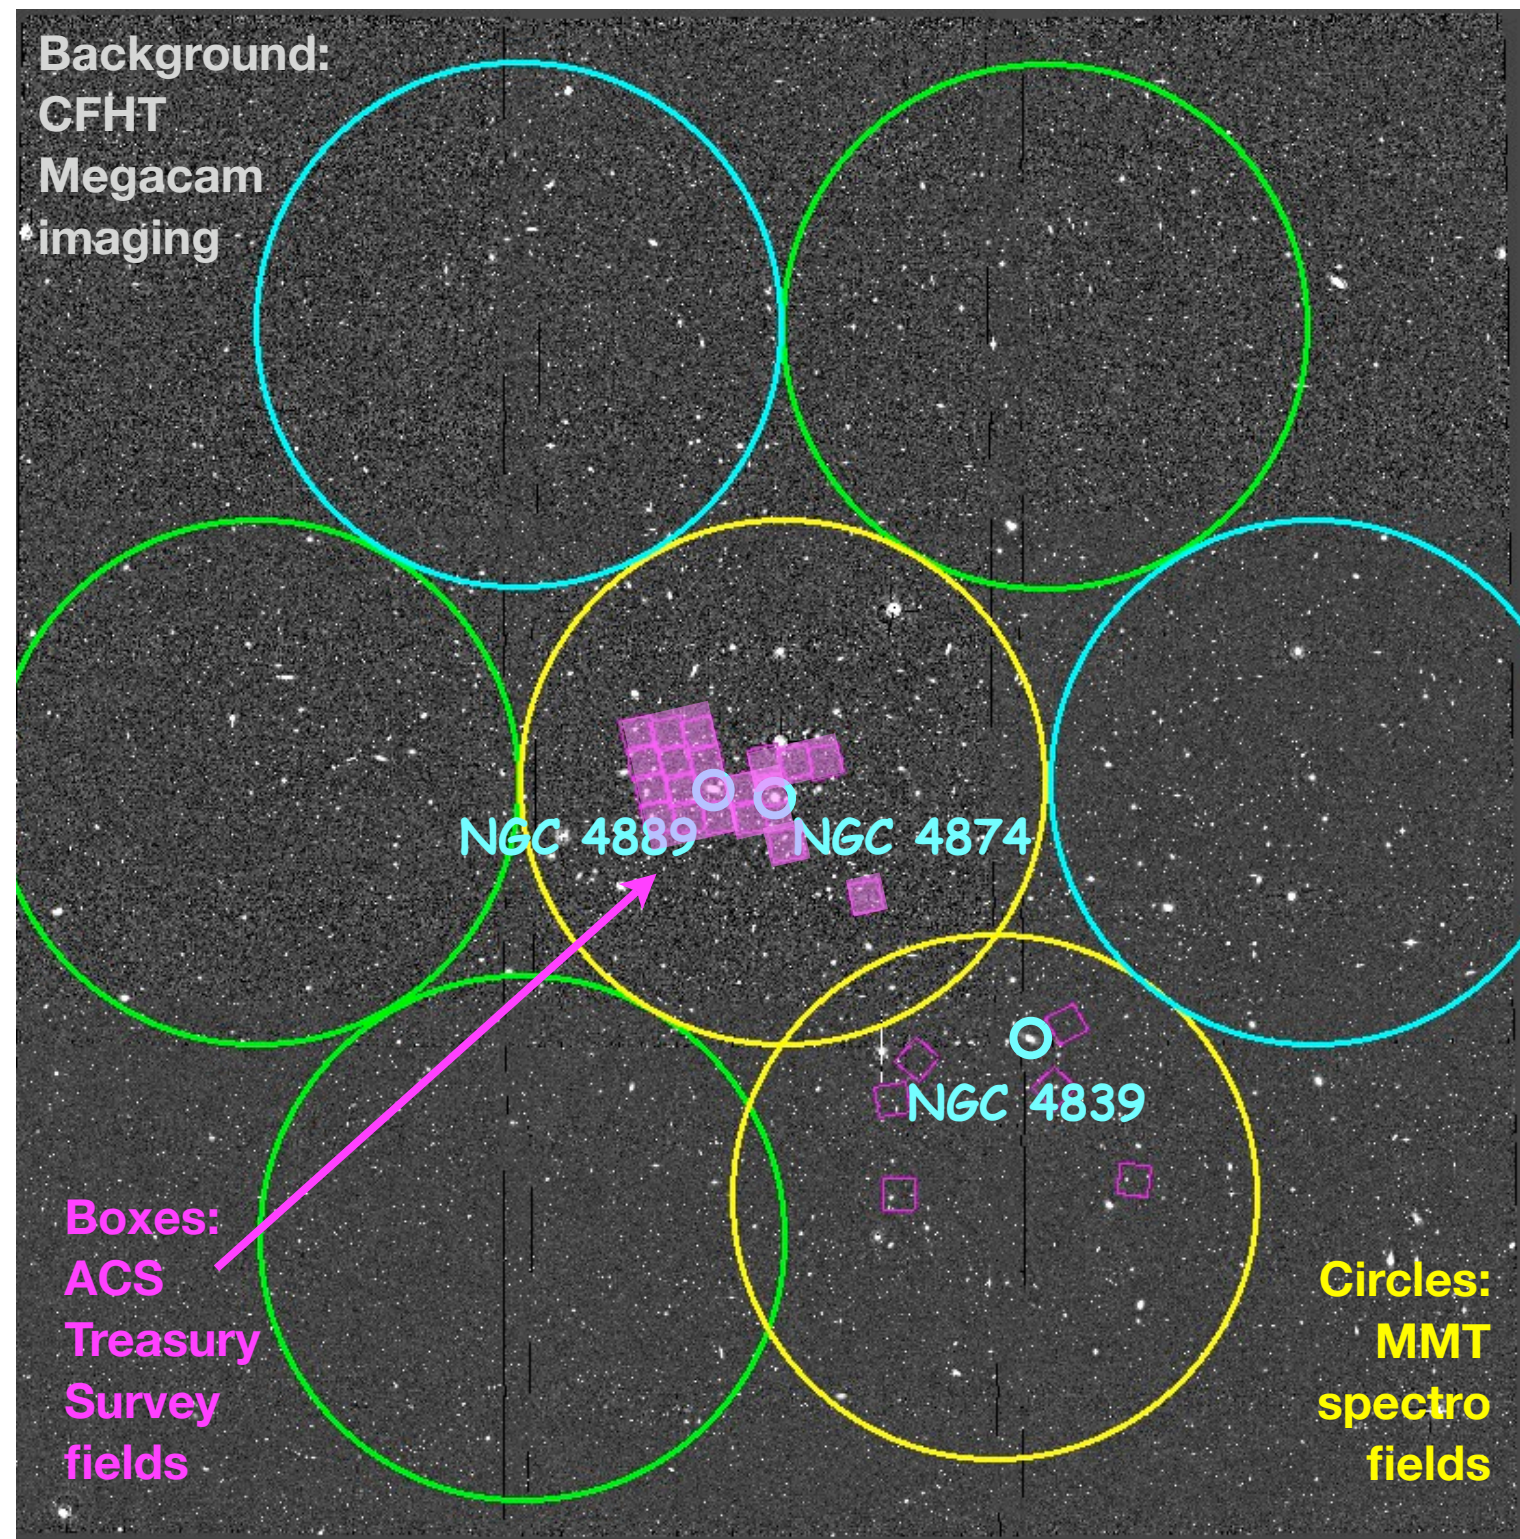 Background:
CFHT
Megacam
imaging
NGC 4889
NGC 4874
NGC 4839
Boxes:
ACS
Treasury
Survey
fields
Circles:
MMT
spectro
fields